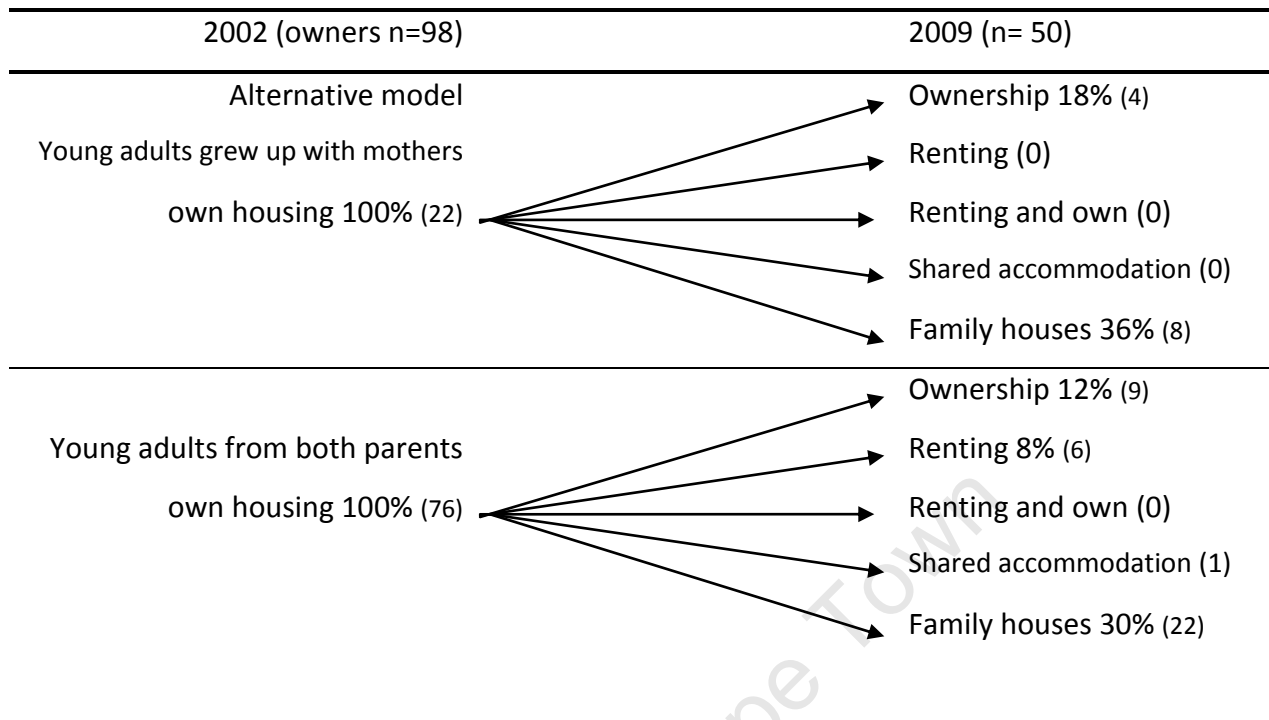 2002 (owners n=98)
2009 (n= 50)
Alternative model
Young adults grew up with mothers
own housing 100% (22)
Ownership 18% (4)
Renting (0)
Renting and own (0)
Shared accommodation (0)
Family houses 36% (8)
Young adults from both parents
own housing 100% (76)
Ownership 12% (9)
Renting 8% (6)
Renting and own (0)
Shared accommodation (1)
Family houses 30% (22)
Town